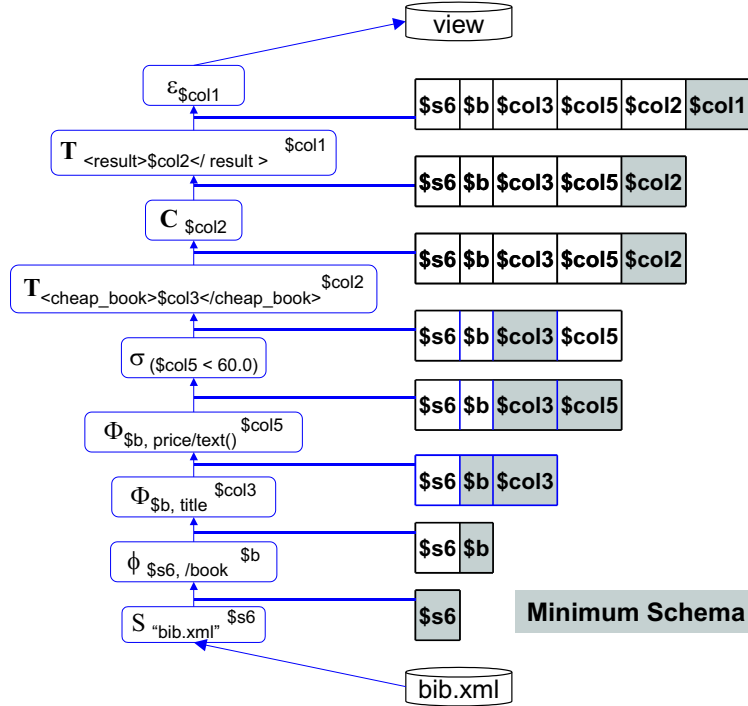 view
ε $col1
$s6 $b $col3 $col5 $col2 $col1
T <result>$col2</ result > $col1
$s6 $b $col3 $col5 $col2
C $col2
$s6 $b $col3 $col5 $col2
T <cheap_book>$col3</cheap_book> $col2
$s6 $b $col3 $col5
σ ($col5 < 60.0)
$s6 $b $col3 $col5
Φ $b, price/text() $col5
$s6 $b $col3
Φ $b, title $col3
$s6 $b
ϕ $s6, /book $b
$s6
Minimum Schema
S “bib.xml” $s6
bib.xml